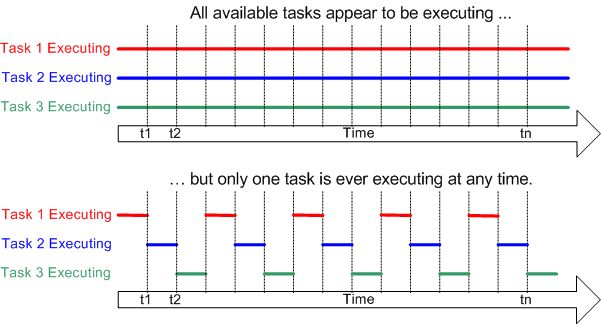 All available tasks appear to be executing ...
Task 1 Executing
Task 2 Executing
Task 3 Executing
t1 t2 Time tn
... but only one task is ever executing at any time.
Task 1 Executing
Task 2 Executing
Task 3 Executing
t1 t2 Time tn